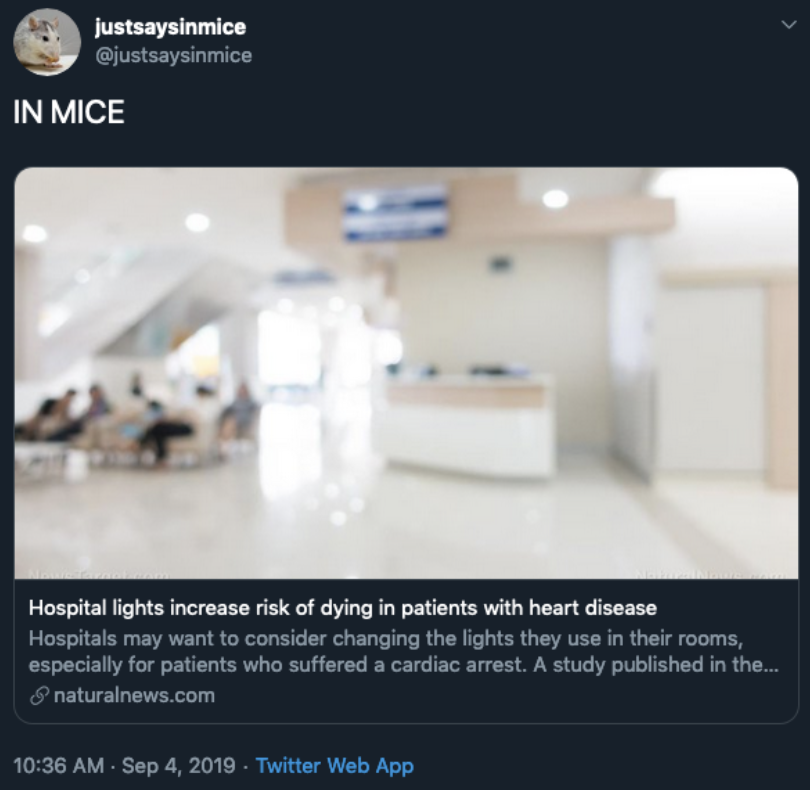 justsaysinmice
@justsaysinmice
IN MICE
NaturalNews.com
Hospital lights increase risk of dying in patients with heart disease
Hospitals may want to consider changing the lights they use in their rooms,
especially for patients who suffered a cardiac arrest. A study published in the...
naturalnews.com
10:36 AM · Sep 4, 2019 · Twitter Web App